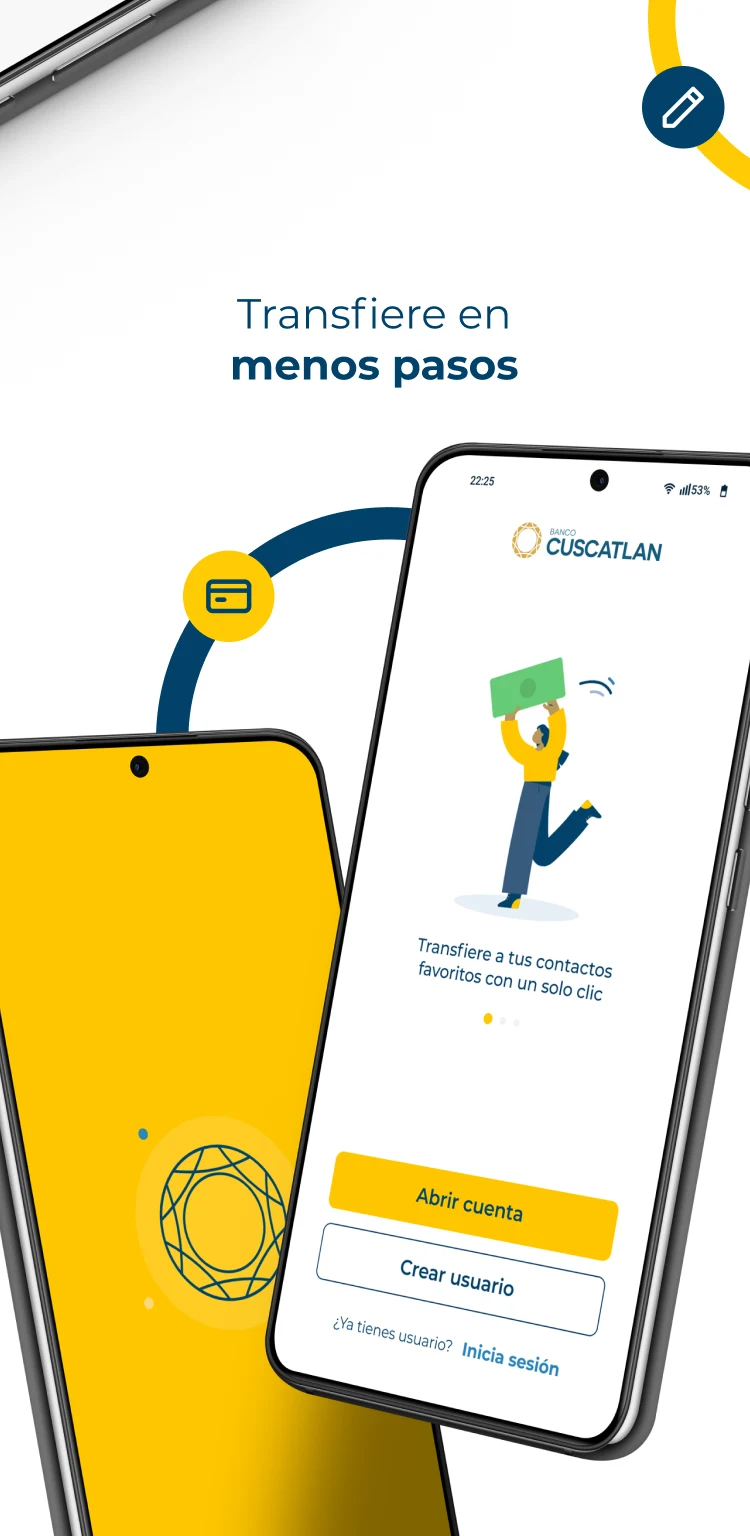 Transfiere en
menos pasos
22:25
53%
BANCO
CUSCATLAN
Transfiere a tus contactos
favoritos con un solo clic
Abrir cuenta
Crear usuario
¿Ya tienes usuario? Inicia sesión